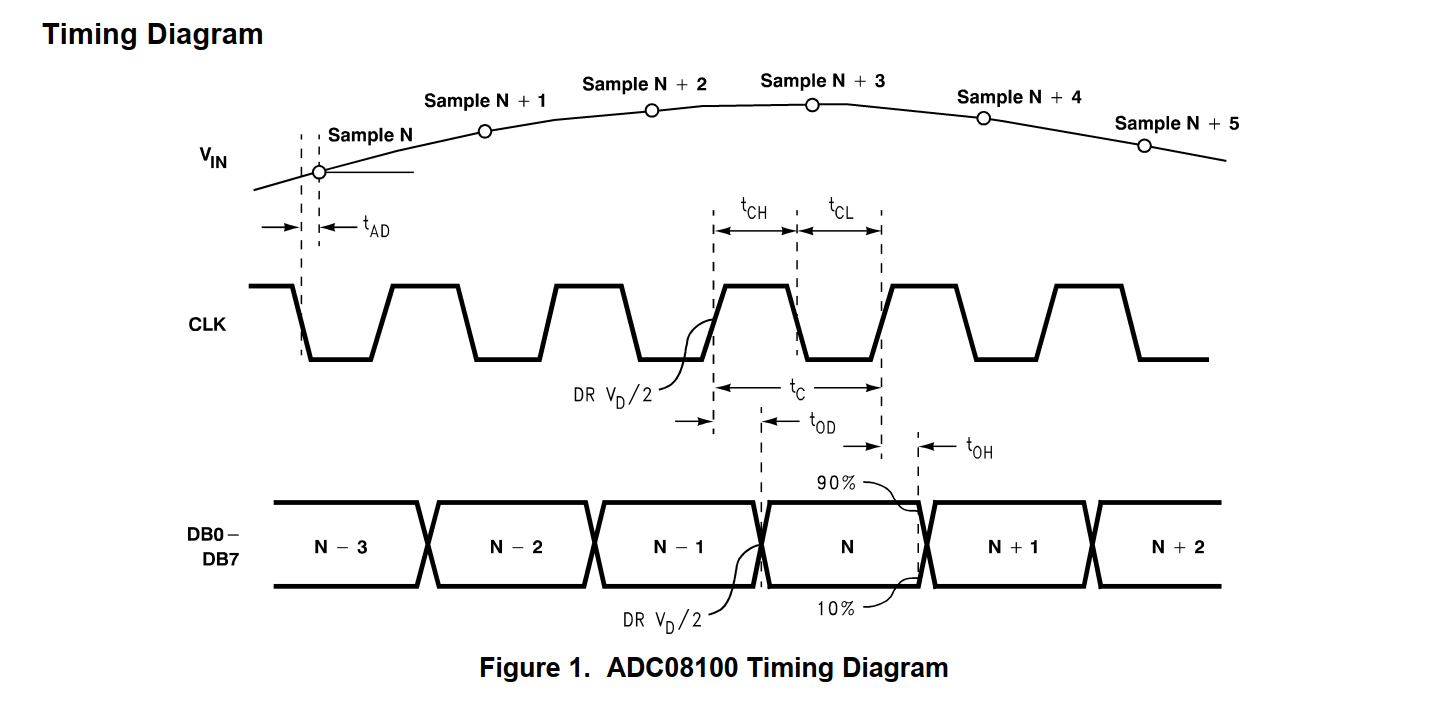 Timing Diagram
Sample N + 3
Sample N + 2
Sample N + 4
Sample N + 1
Sample N + 5
Sample N
VIN
tCH
tCL
tAD
CLK
DR VD/2
tC
tOD
tOH
90%
DB0–
DB7
N – 3
N – 2
N – 1
N
N + 1
N + 2
10%
DR VD/2
Figure 1. ADC08100 Timing Diagram